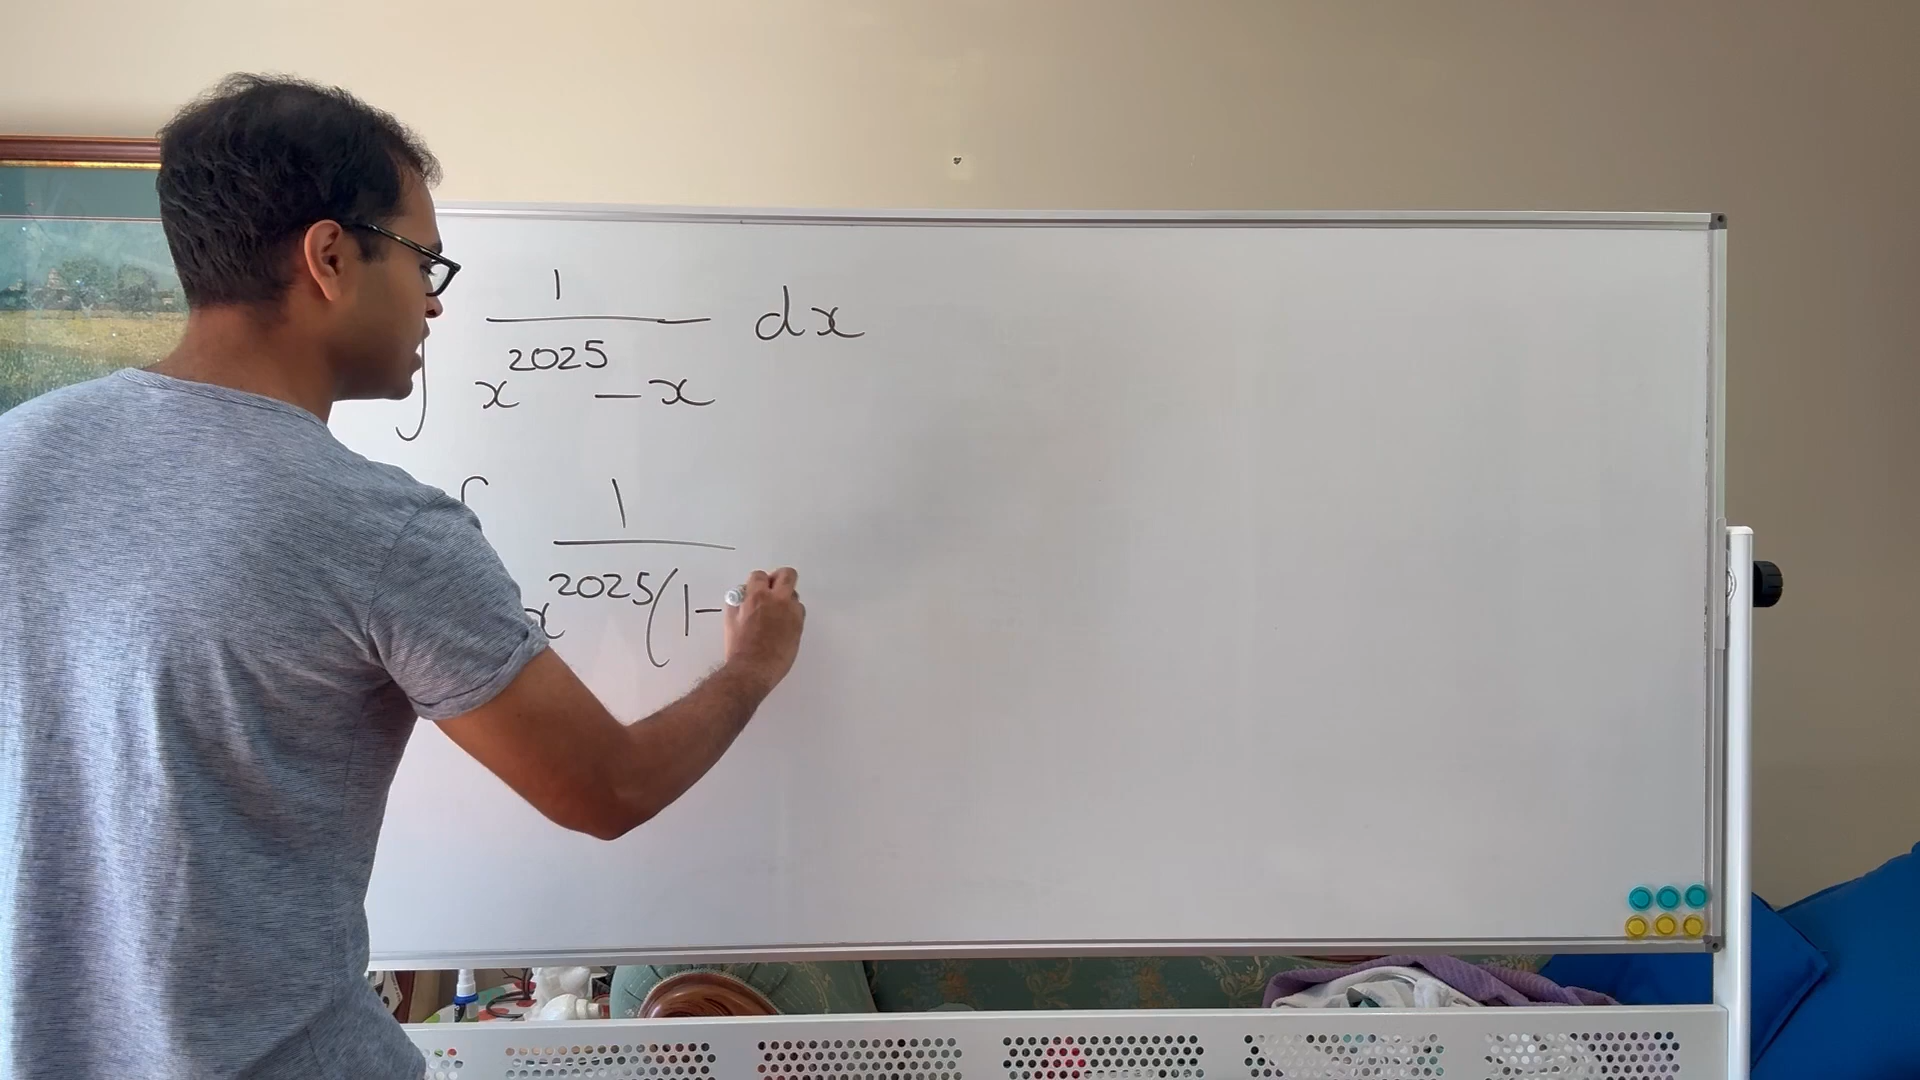 ∫ 1/(x^2025 - x) dx
∫ 1/(x^2025(1-